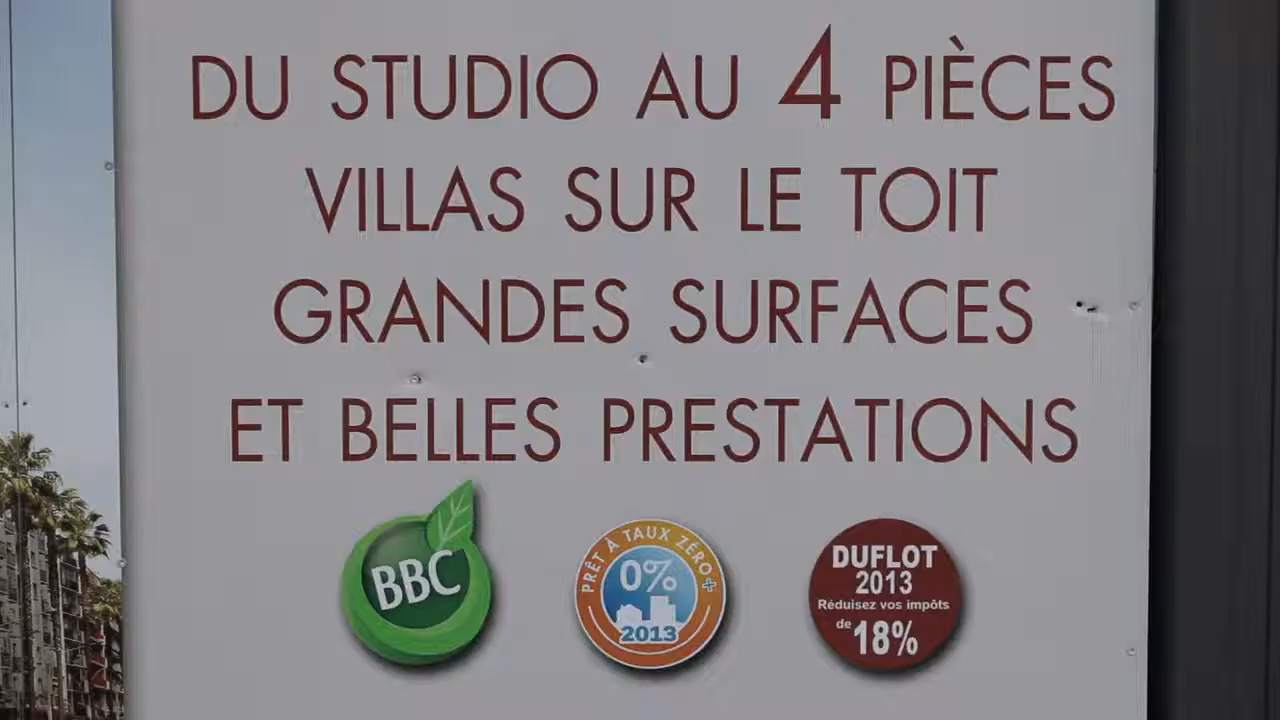 DU STUDIO AU 4 PIÈCES
VILLAS SUR LE TOIT
GRANDES SURFACES
ET BELLES PRESTATIONS
BBC
PRÊT À TAUX ZÉRO+
0%
2013
DUFLOT
2013
Réduisez vos impôts
de 18%